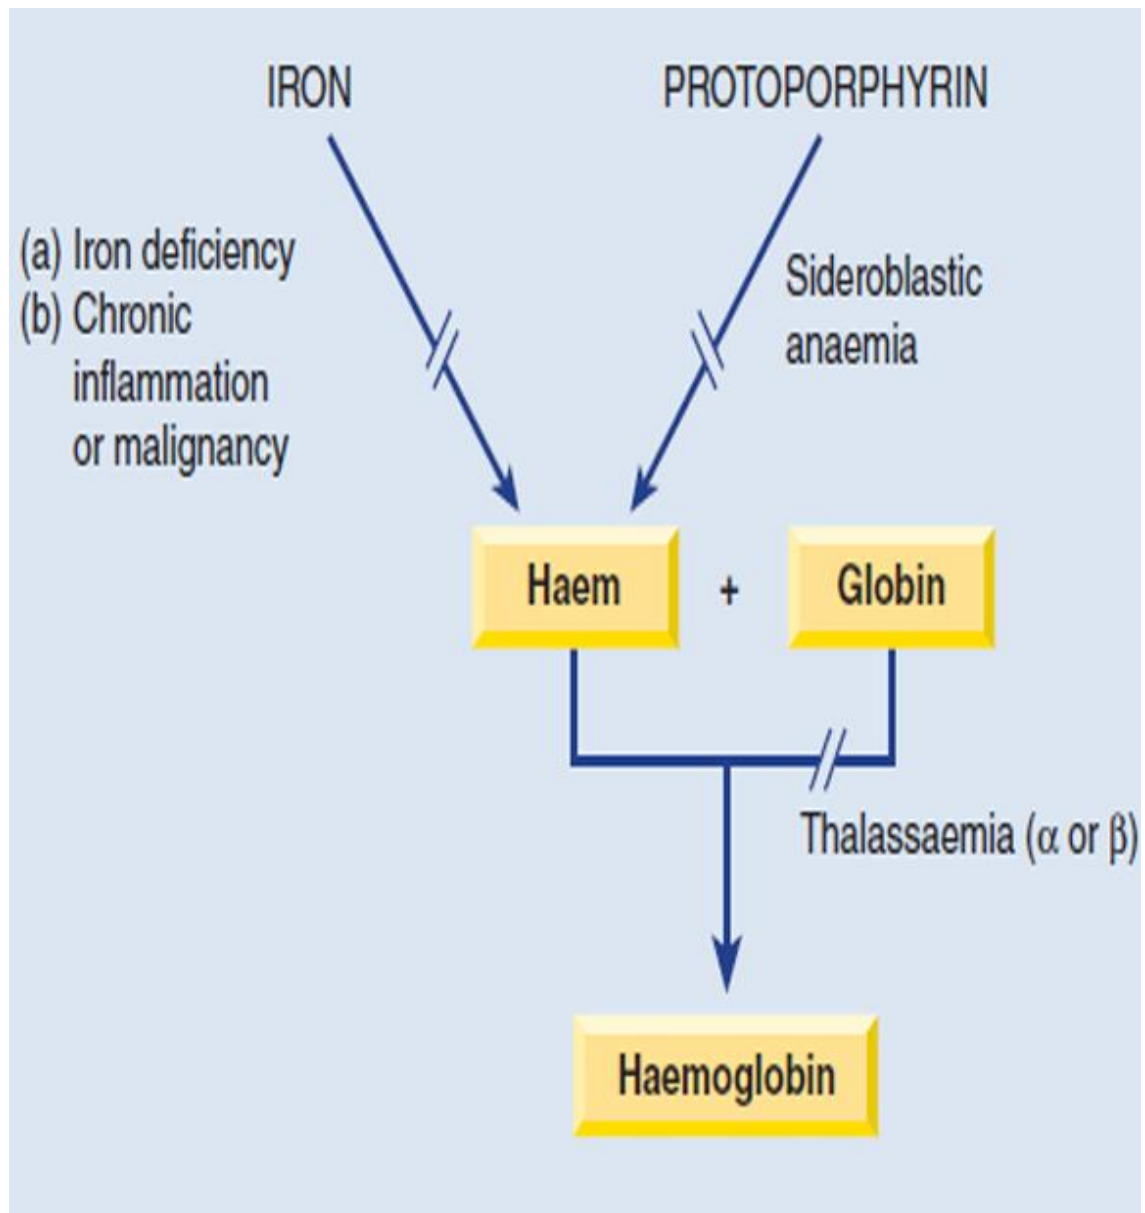 IRON
PROTOPORPHYRIN
(a) Iron deficiency
(b) Chronic
inflammation
or malignancy
Sideroblastic
anaemia
Haem
+
Globin
Thalassaemia (α or β)
Haemoglobin